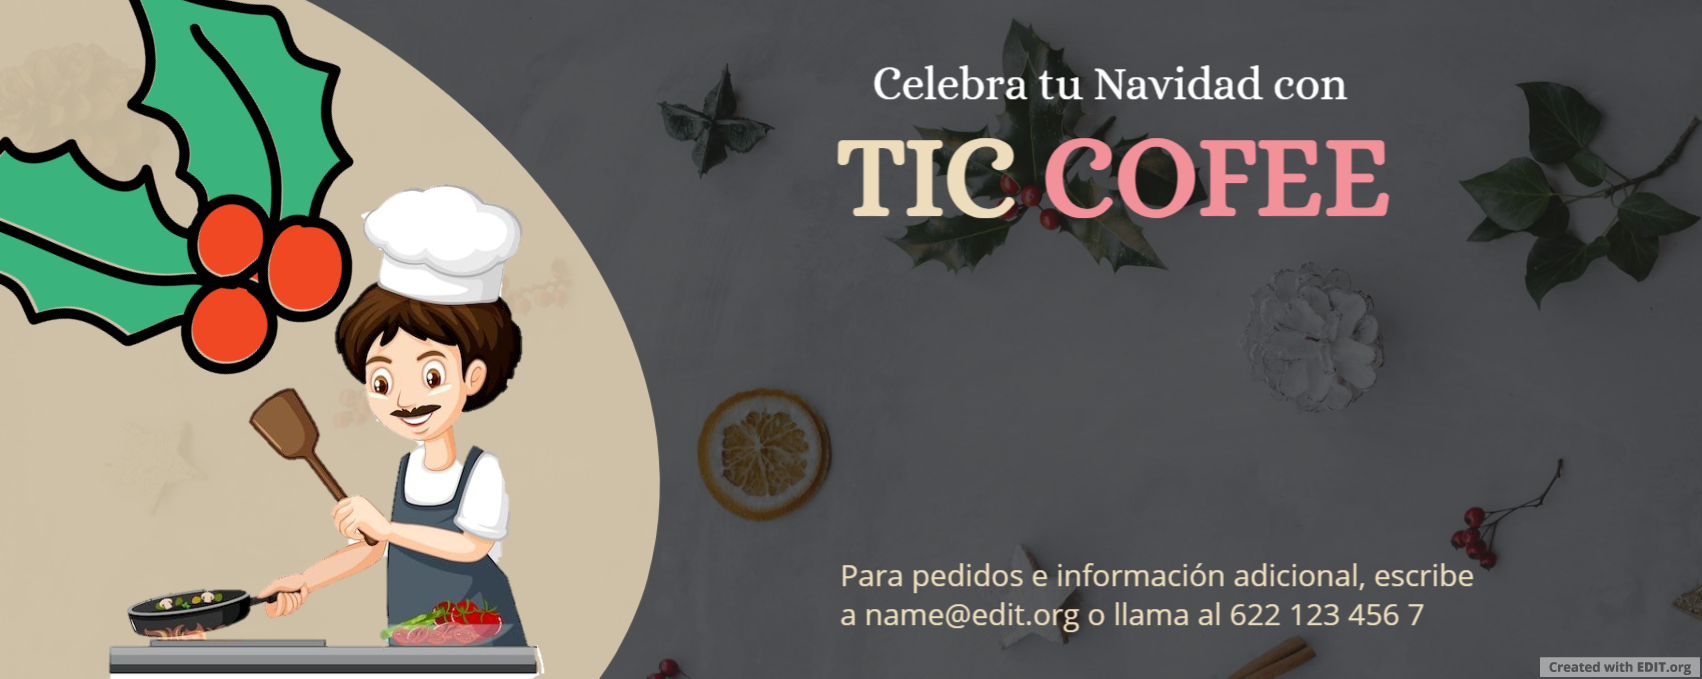 Celebra tu Navidad con
TIC COFEE
Para pedidos e información adicional, escribe
a name@edit.org o llama al 622 123 456 7
Created with EDIT.org